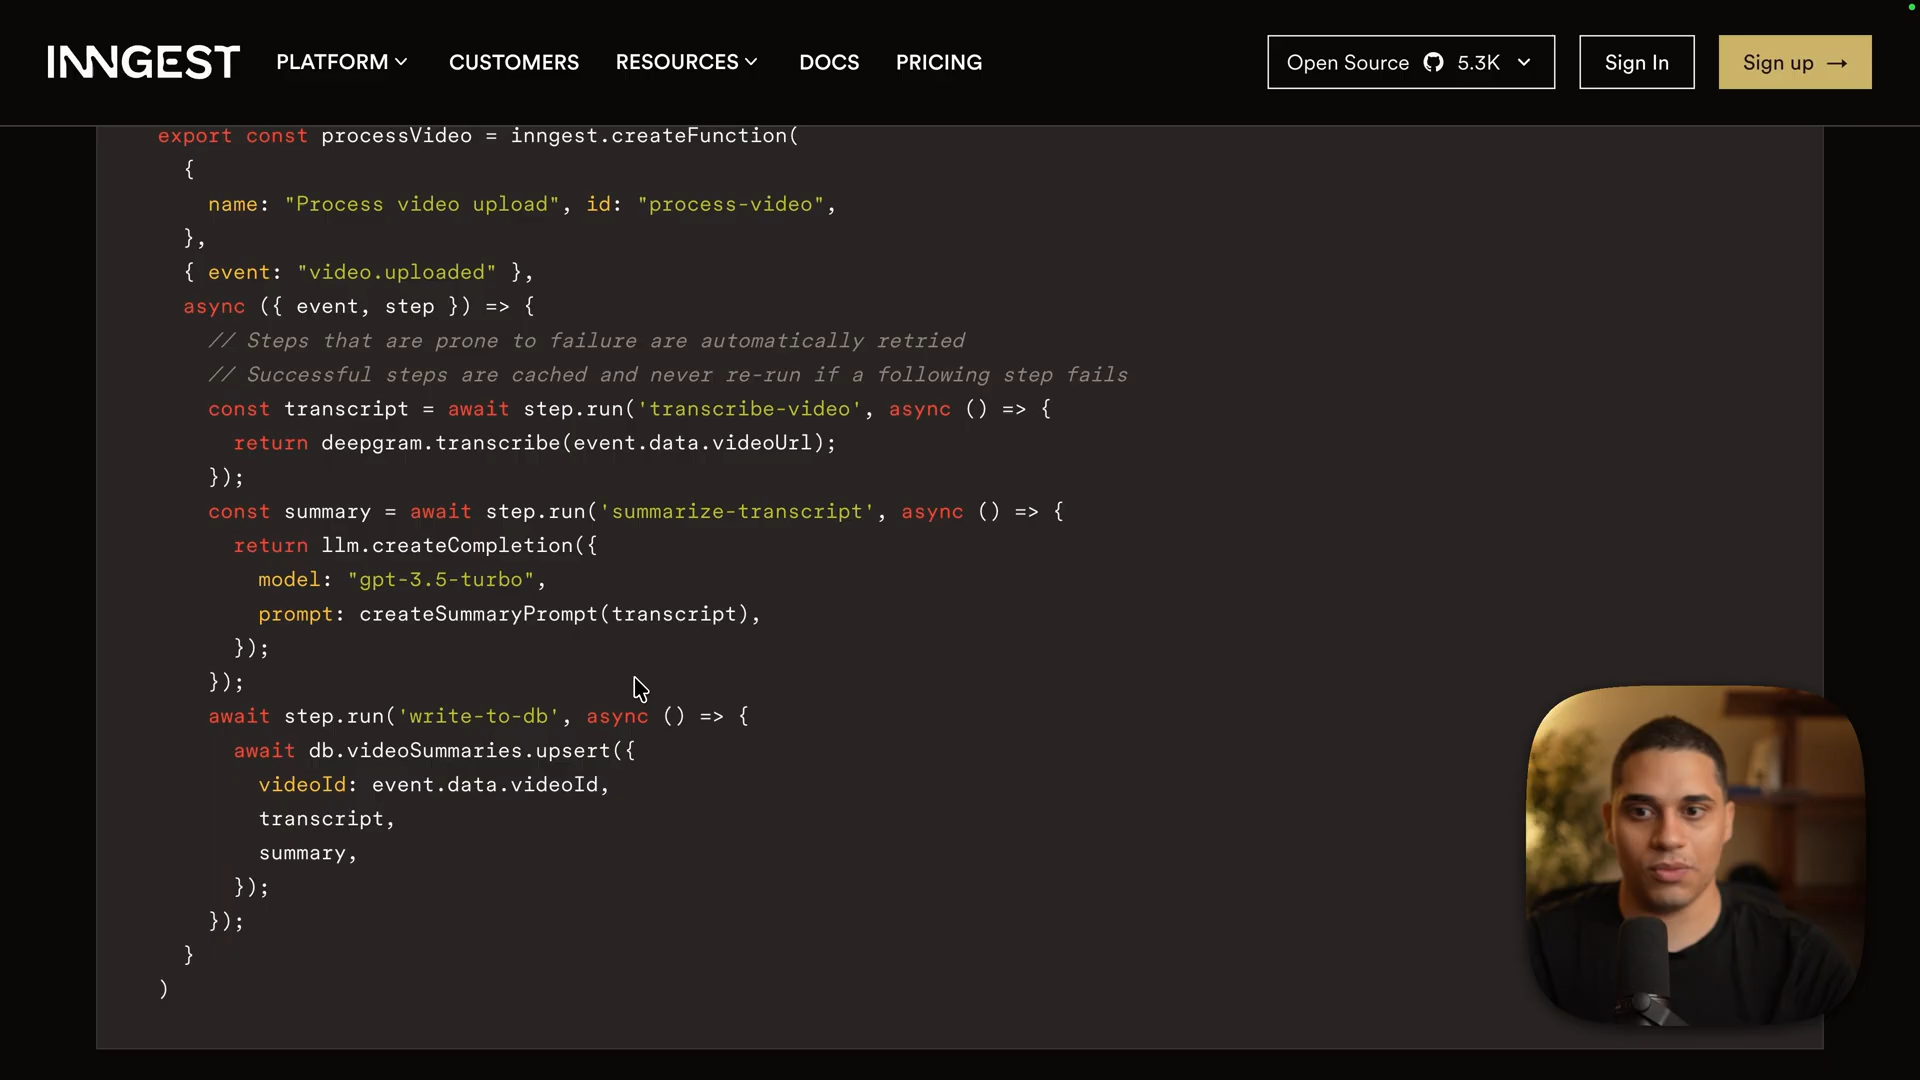 INNGEST PLATFORM CUSTOMERS RESOURCES DOCS PRICING Open Source 5.3K Sign In Sign up →
export const processVideo = inngest.createFunction(
{
name: "Process video upload", id: "process-video",
},
{ event: "video.uploaded" },
async ({ event, step }) => {
// Steps that are prone to failure are automatically retried
// Successful steps are cached and never re-run if a following step fails
const transcript = await step.run('transcribe-video', async () => {
return deepgram.transcribe(event.data.videoUrl);
});
const summary = await step.run('summarize-transcript', async () => {
return llm.createCompletion({
model: "gpt-3.5-turbo",
prompt: createSummaryPrompt(transcript),
});
});
await step.run('write-to-db', async () => {
await db.videoSummaries.upsert({
videoId: event.data.videoId,
transcript,
summary,
});
});
}
)